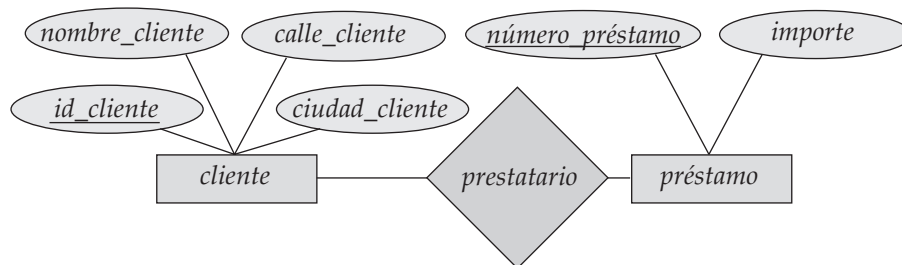 nombre_cliente
calle_cliente
número_préstamo
importe
id_cliente
ciudad_cliente
cliente
prestatario
préstamo